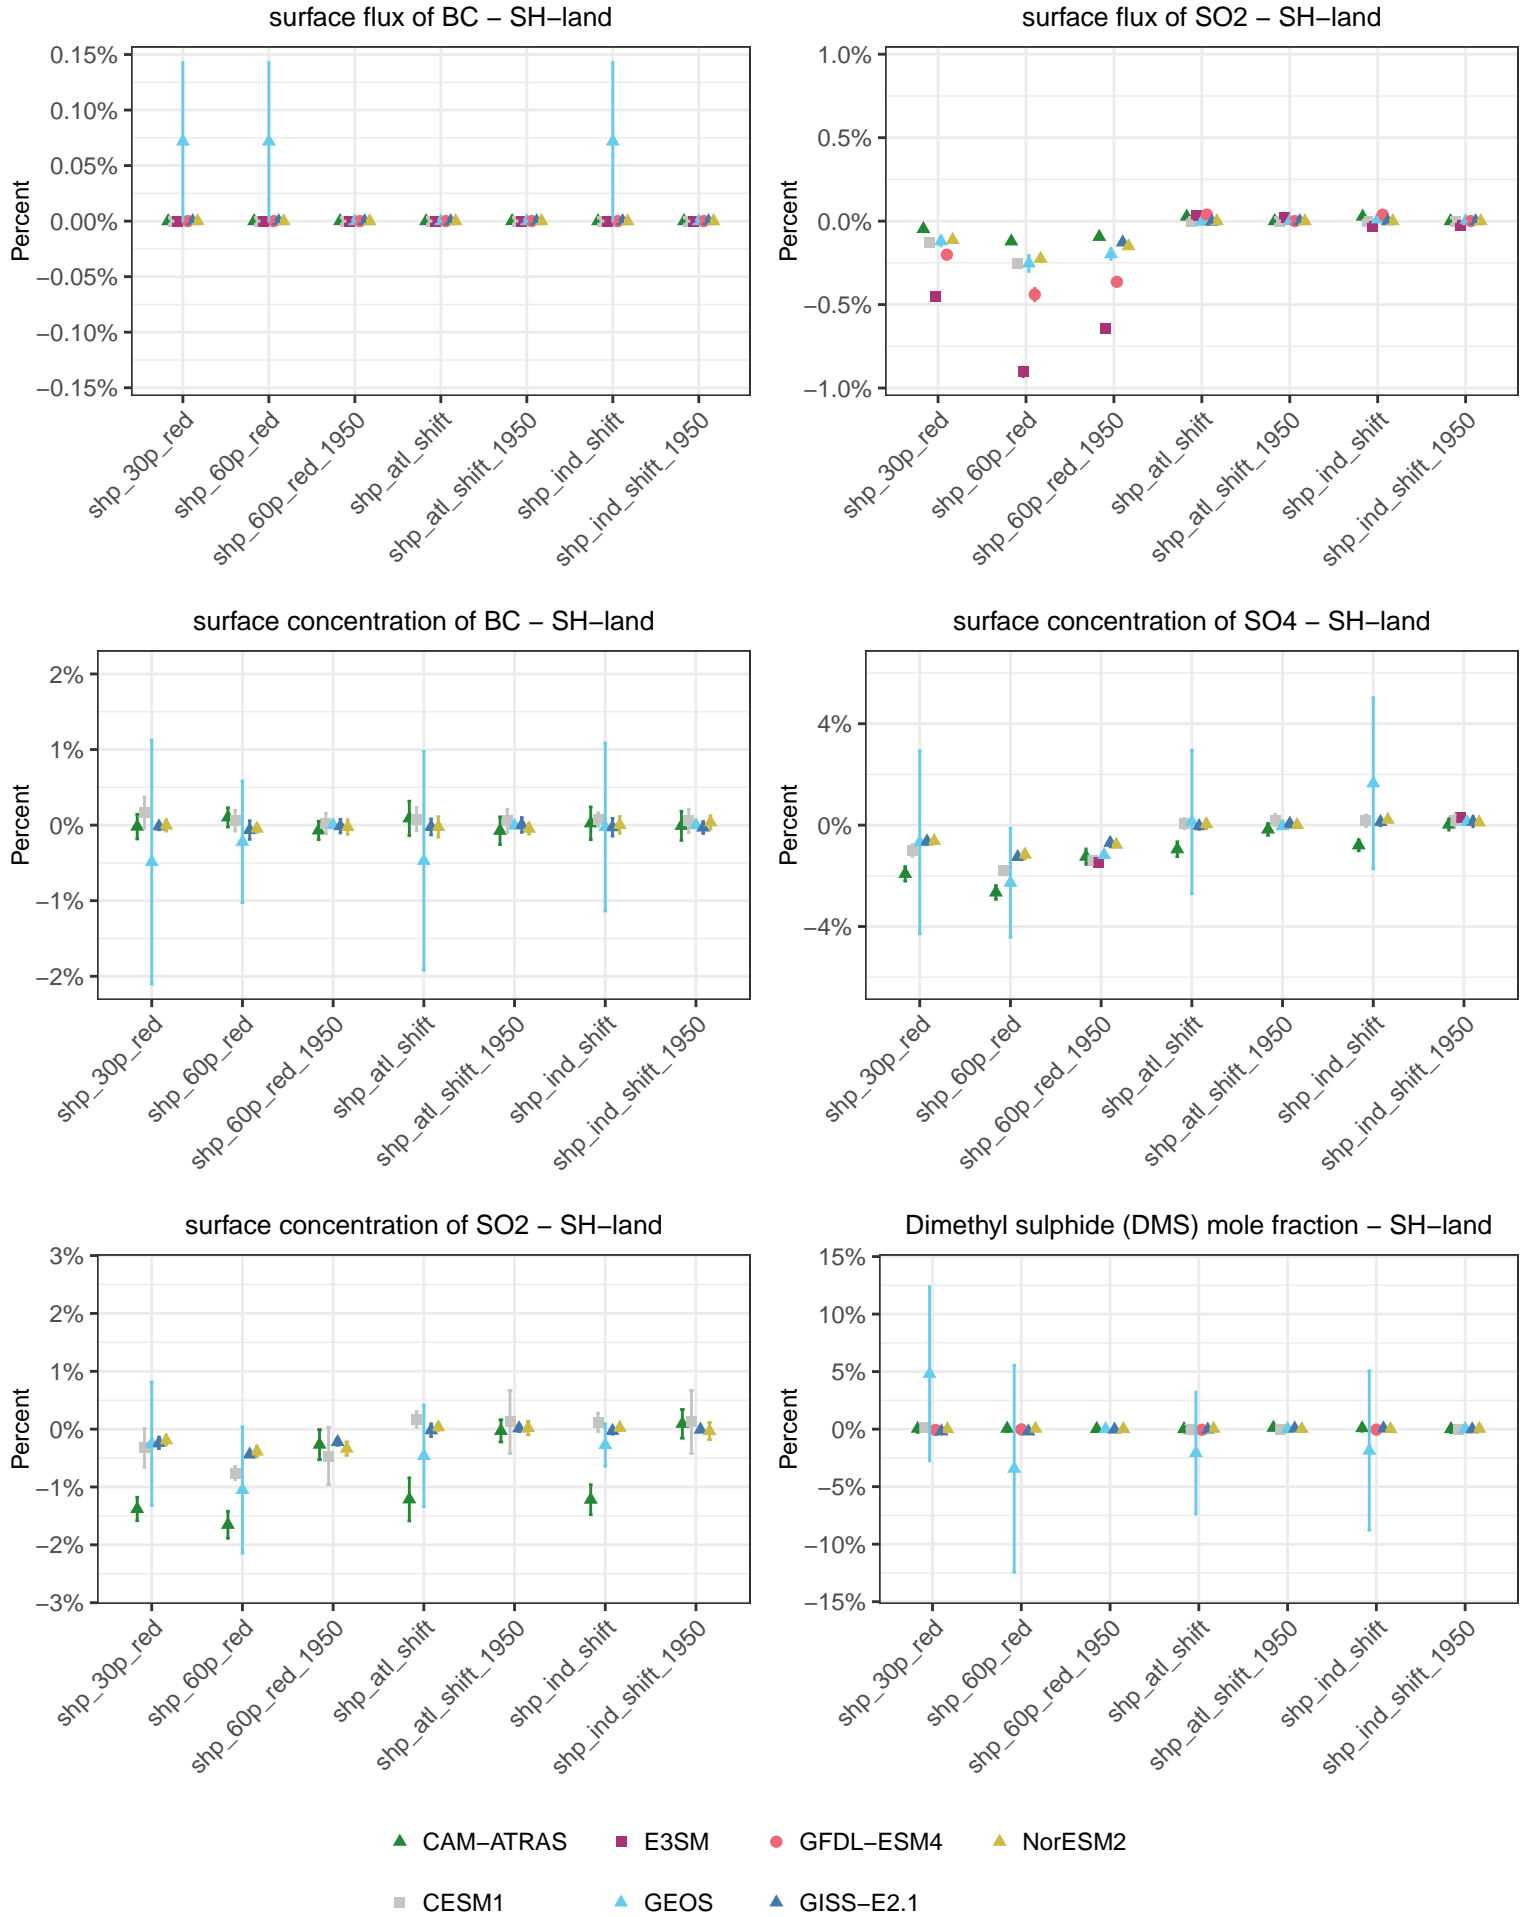 surface flux of BC − SH−land
Percent
0.15%
0.10%
0.05%
0.00%
−0.05%
−0.10%
−0.15%
shp_30p_red
shp_60p_red
shp_60p_red_1950
shp_atl_shift
shp_atl_shift_1950
shp_ind_shift
shp_ind_shift_1950
surface flux of SO2 − SH−land
Percent
1.0%
0.5%
0.0%
−0.5%
−1.0%
shp_30p_red
shp_60p_red
shp_60p_red_1950
shp_atl_shift
shp_atl_shift_1950
shp_ind_shift
shp_ind_shift_1950
surface concentration of BC − SH−land
Percent
2%
1%
0%
−1%
−2%
shp_30p_red
shp_60p_red
shp_60p_red_1950
shp_atl_shift
shp_atl_shift_1950
shp_ind_shift
shp_ind_shift_1950
surface concentration of SO4 − SH−land
Percent
4%
0%
−4%
shp_30p_red
shp_60p_red
shp_60p_red_1950
shp_atl_shift
shp_atl_shift_1950
shp_ind_shift
shp_ind_shift_1950
surface concentration of SO2 − SH−land
Percent
3%
2%
1%
0%
−1%
−2%
−3%
shp_30p_red
shp_60p_red
shp_60p_red_1950
shp_atl_shift
shp_atl_shift_1950
shp_ind_shift
shp_ind_shift_1950
Dimethyl sulphide (DMS) mole fraction − SH−land
Percent
15%
10%
5%
0%
−5%
−10%
−15%
shp_30p_red
shp_60p_red
shp_60p_red_1950
shp_atl_shift
shp_atl_shift_1950
shp_ind_shift
shp_ind_shift_1950
CAM−ATRAS E3SM GFDL−ESM4 NorESM2
CESM1 GEOS GISS−E2.1